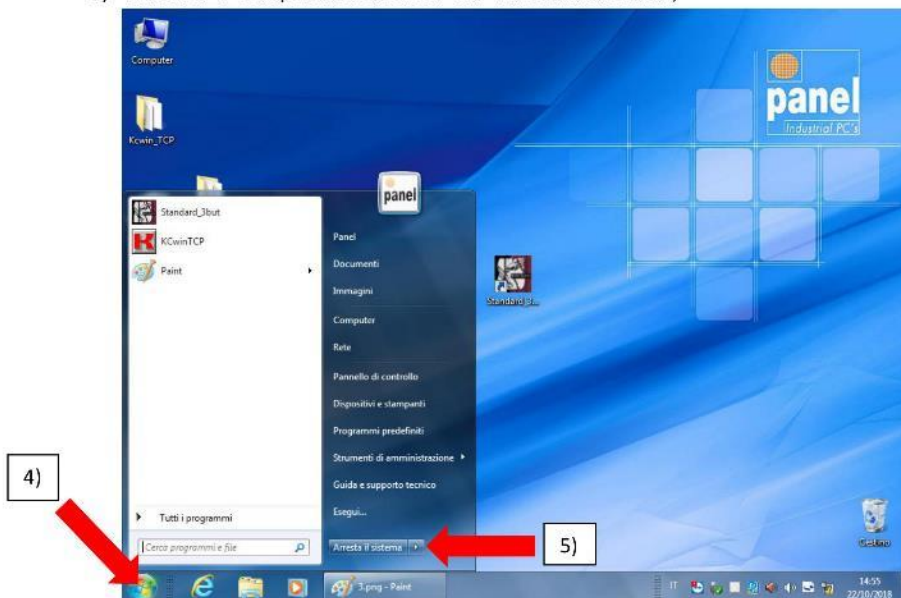 Computer
Kcwin_TCP
panel
Industrial PC's
panel
Standard_3but
KCwinTCP
Paint
Panel
Documenti
Immagini
Computer
Rete
Pannello di controllo
Dispositivi e stampanti
Programmi predefiniti
Strumenti di amministrazione
Guida e supporto tecnico
Esegui...
Standard_3...
4)
Tutti i programmi
Cerca programmi e file
Arresta il sistema
5)
Cestino
3.png - Paint
IT
14:55
22/10/2018